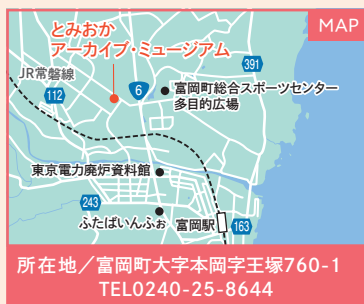 MAP
とみおか
アーカイブ・ミュージアム
JR常磐線
112
6
391
富岡町総合スポーツセンター
多目的広場
東京電力廃炉資料館
243
ふたばいんふぉ
富岡駅
163
所在地／富岡町大字本岡字王塚760-1
TEL0240-25-8644